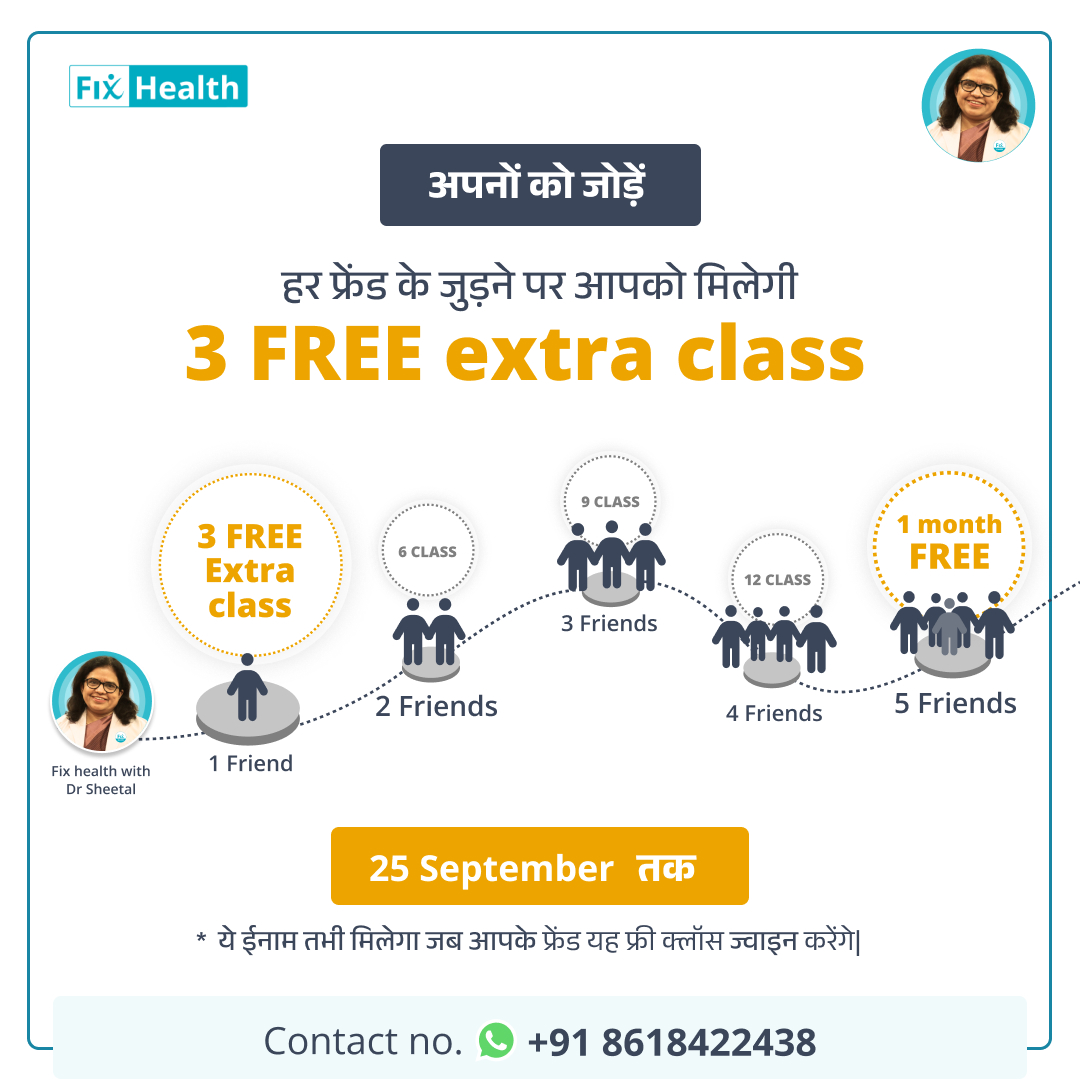 Fix Health
अपनों को जोड़ें
हर फ्रेंड के जुड़ने पर आपको मिलेगी
3 FREE extra class
3 FREE
Extra
class
6 CLASS
9 CLASS
12 CLASS
1 month
FREE
Fix health with
Dr Sheetal
1 Friend
2 Friends
3 Friends
4 Friends
5 Friends
25 September तक
* ये ईनाम तभी मिलेगा जब आपके फ्रेंड यह फ्री क्लॉस ज्वाइन करेंगे|
Contact no. +91 8618422438